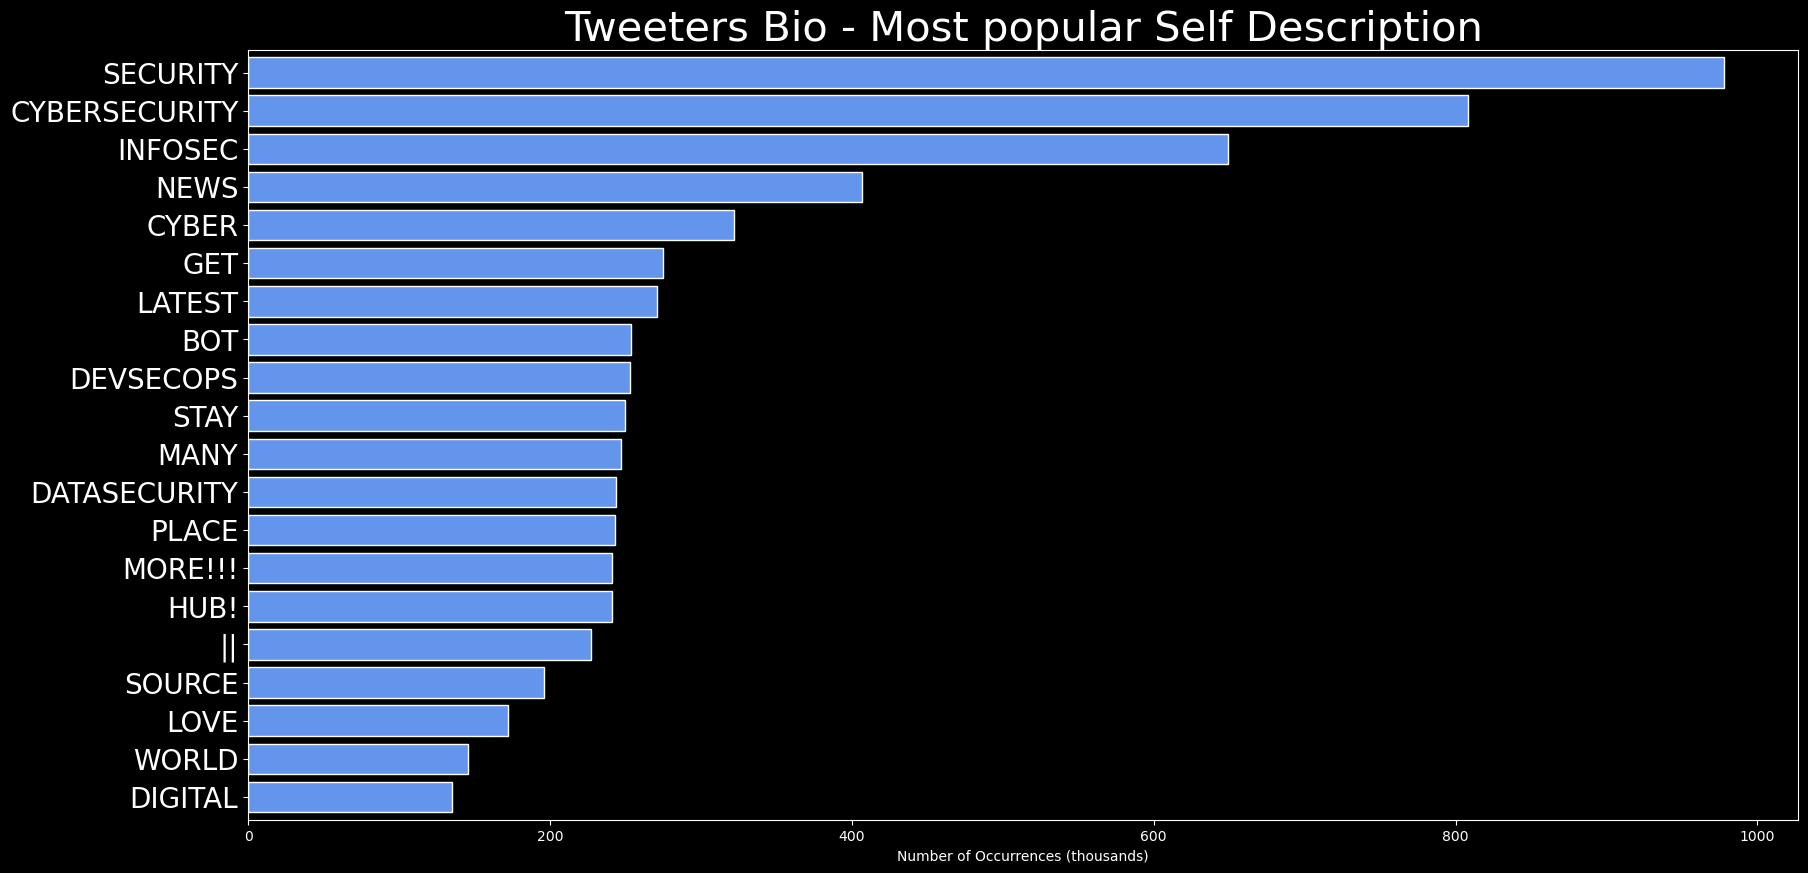 Tweeters Bio - Most popular Self Description
SECURITY
CYBERSECURITY
INFOSEC
NEWS
CYBER
GET
LATEST
BOT
DEVSECOPS
STAY
MANY
DATASECURITY
PLACE
MORE!!!
HUB!
||
SOURCE
LOVE
WORLD
DIGITAL
0 200 400 600 800 1000
Number of Occurrences (thousands)